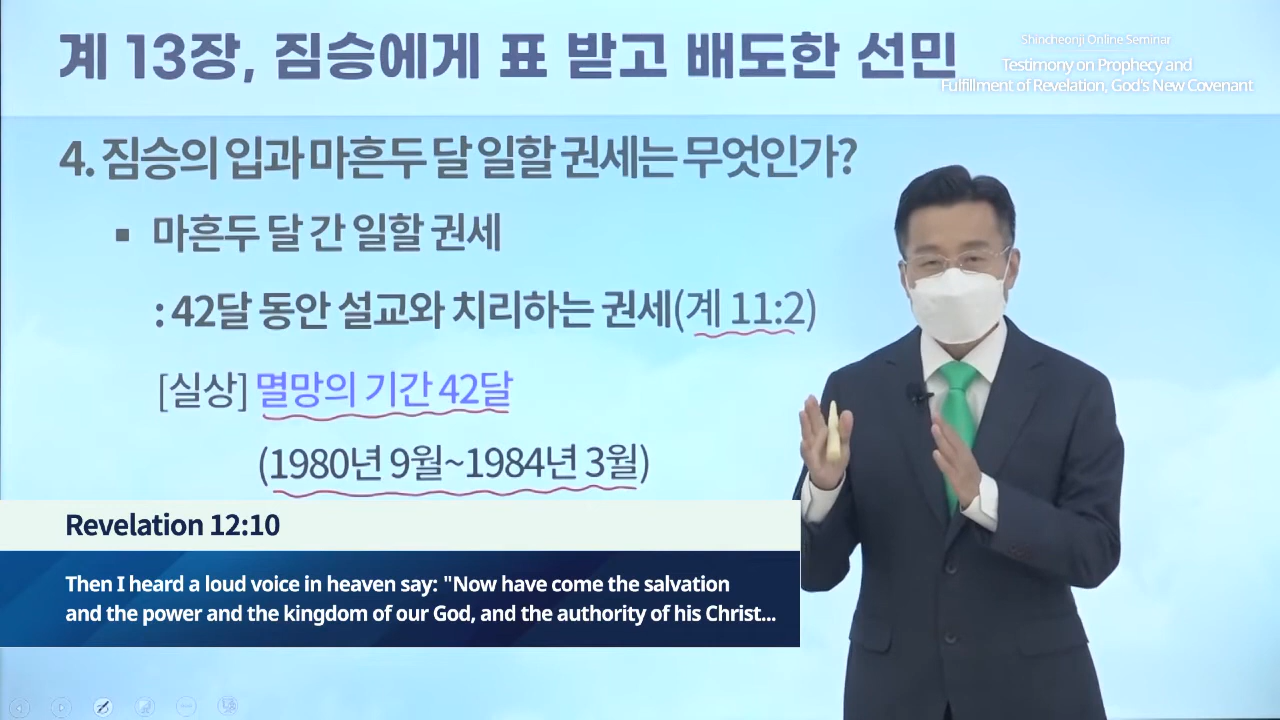 계 13장, 짐승에게 표 받고 배도한 선민
Shincheonji Online Seminar
Testimony on Prophecy and
Fulfillment of Revelation, God's New Covenant
4. 짐승의 입과 마흔두 달 일할 권세는 무엇인가?
▪ 마흔두 달 간 일할 권세
: 42달 동안 설교와 치리하는 권세(계 11:2)
[실상] 멸망의 기간 42달
(1980년 9월~1984년 3월)
Revelation 12:10
Then I heard a loud voice in heaven say: "Now have come the salvation
and the power and the kingdom of our God, and the authority of his Christ...